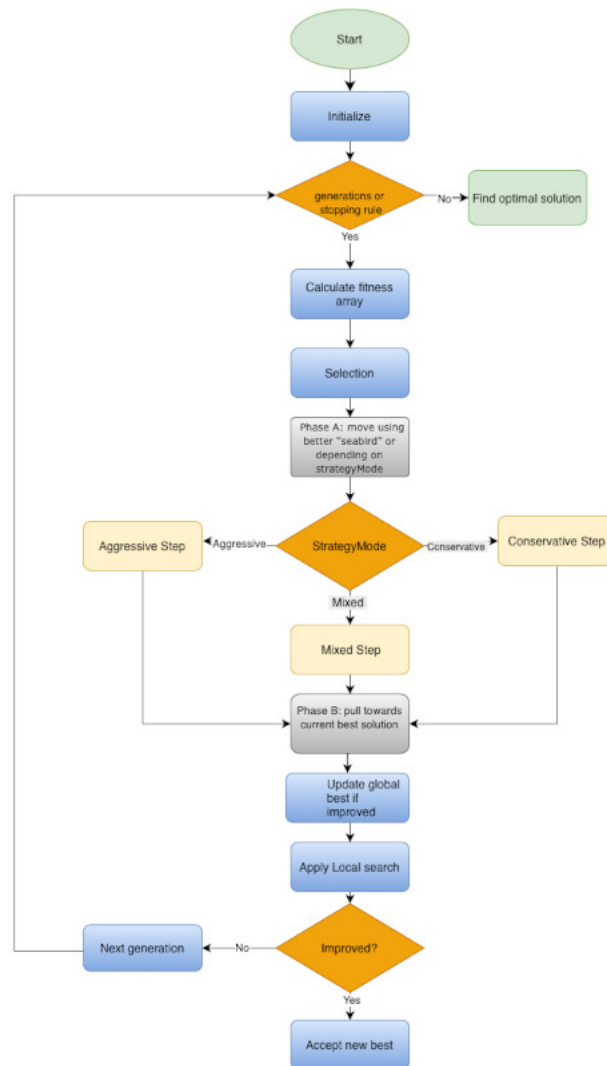 Start
Initialize
generations or
stopping rule
No
Find optimal solution
Yes
Calculate fitness
array
Selection
Phase A: move using
better "seabird" or
depending on
strategyMode
Aggressive Step
Aggressive
StrategyMode
Conservative
Conservative Step
Mixed
Mixed Step
Phase B: pull towards
current best solution
Update global
best if
improved
Apply Local search
Next generation
No
Improved?
Yes
Accept new best